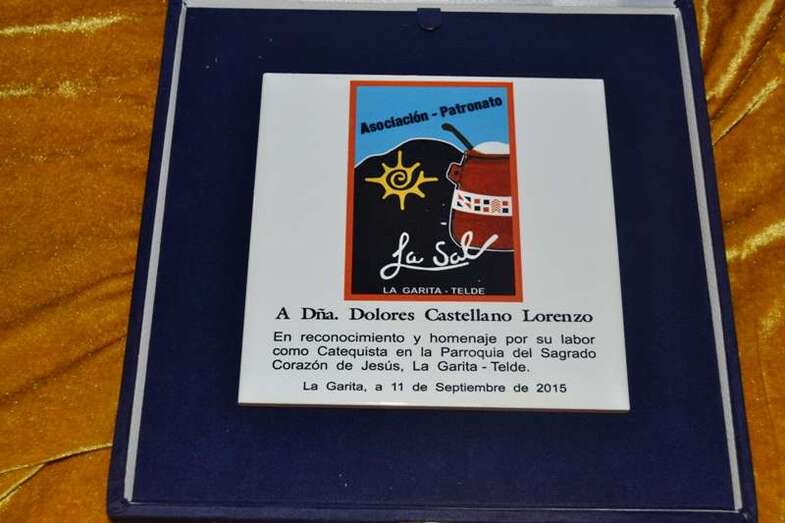 Asociación - Patronato
La Sal
LA GARITA - TELDE
A Dña. Dolores Castellano Lorenzo
En reconocimiento y homenaje por su labor
como Catequista en la Parroquia del Sagrado
Corazón de Jesús, La Garita - Telde.
La Garita, a 11 de Septiembre de 2015